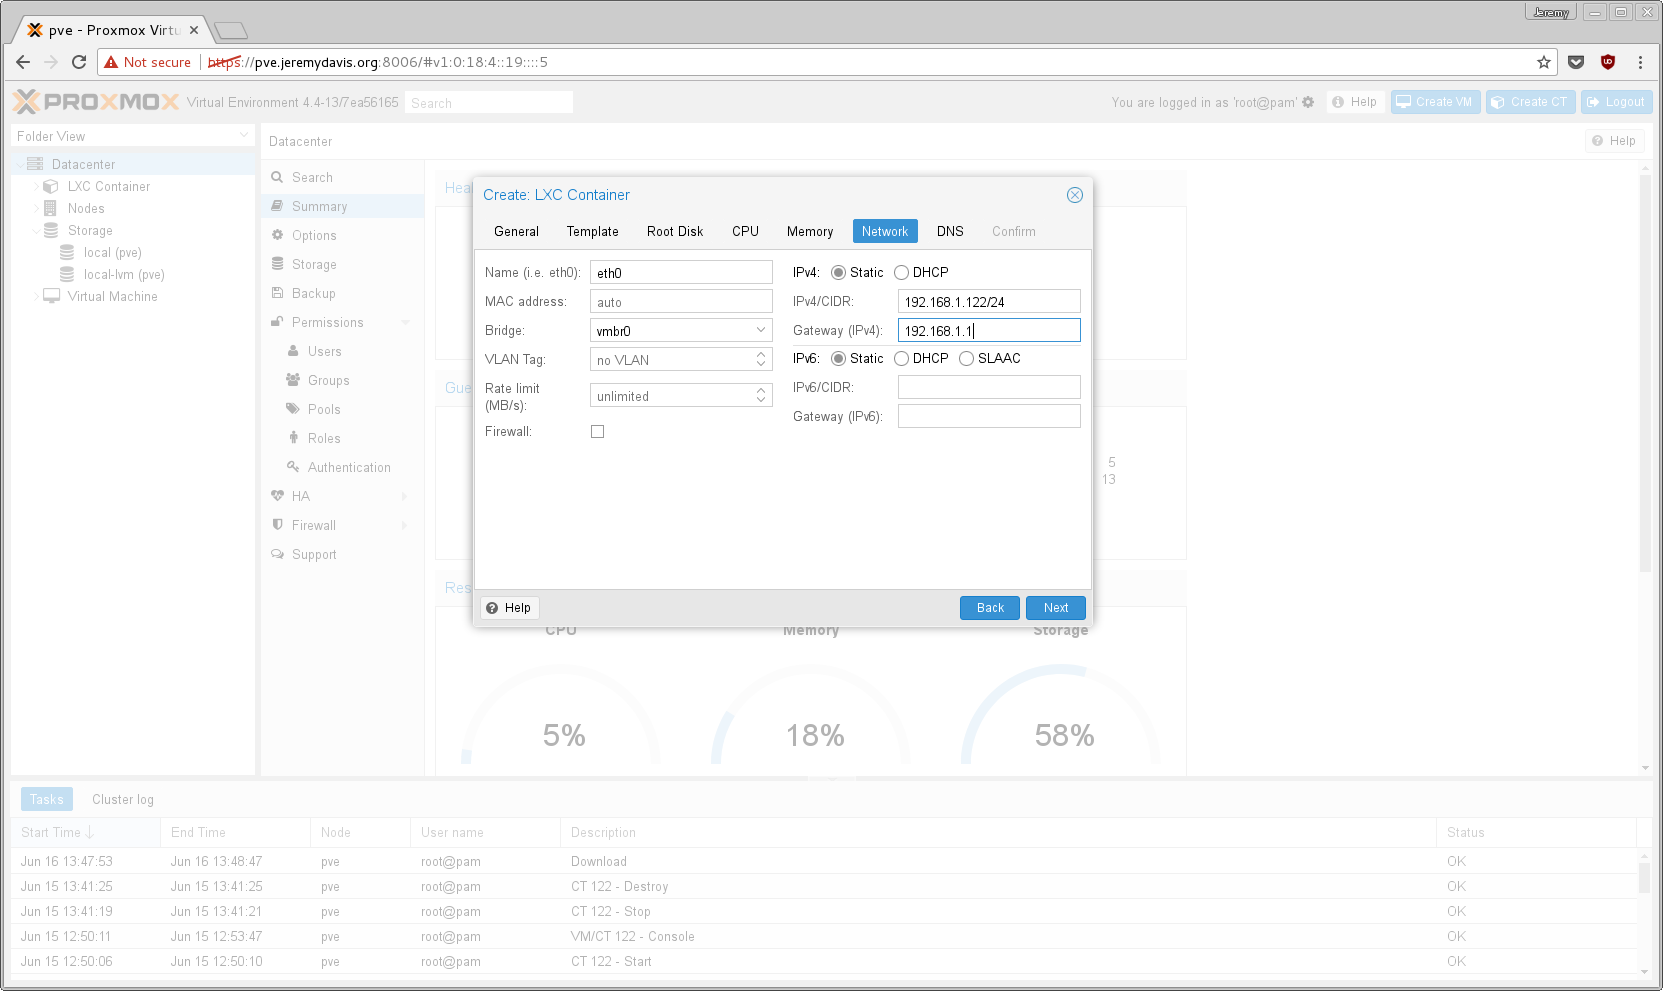 Jeremy
pve - Proxmox Virtu
Not secure https://pve.jeremydavis.org:8006/#v1:0:18:4::19::::5
PROXMOX Virtual Environment 4.4-13/7ea56165 Search You are logged in as 'root@pam' Help Create VM Create CT Logout
Folder View
Datacenter
LXC Container
Nodes
Storage
local (pve)
local-lvm (pve)
Virtual Machine
Datacenter Help
Search
Summary
Options
Storage
Backup
Permissions
Users
Groups
Pools
Roles
Authentication
HA
Firewall
Support
Create: LXC Container
General Template Root Disk CPU Memory Network DNS Confirm
Name (i.e. eth0): eth0
MAC address: auto
Bridge: vmbr0
VLAN Tag: no VLAN
Rate limit
(MB/s): unlimited
Firewall:
IPv4: Static DHCP
IPv4/CIDR: 192.168.1.122/24
Gateway (IPv4): 192.168.1.1
IPv6: Static DHCP SLAAC
IPv6/CIDR:
Gateway (IPv6):
Help Back Next
5
13
CPU Memory Storage
5% 18% 58%
Tasks Cluster log
Start Time End Time Node User name Description Status
Jun 16 13:47:53 Jun 16 13:48:47 pve root@pam Download OK
Jun 15 13:41:25 Jun 15 13:41:25 pve root@pam CT 122 - Destroy OK
Jun 15 13:41:19 Jun 15 13:41:21 pve root@pam CT 122 - Stop OK
Jun 15 12:50:11 Jun 15 12:53:47 pve root@pam VM/CT 122 - Console OK
Jun 15 12:50:06 Jun 15 12:50:10 pve root@pam CT 122 - Start OK